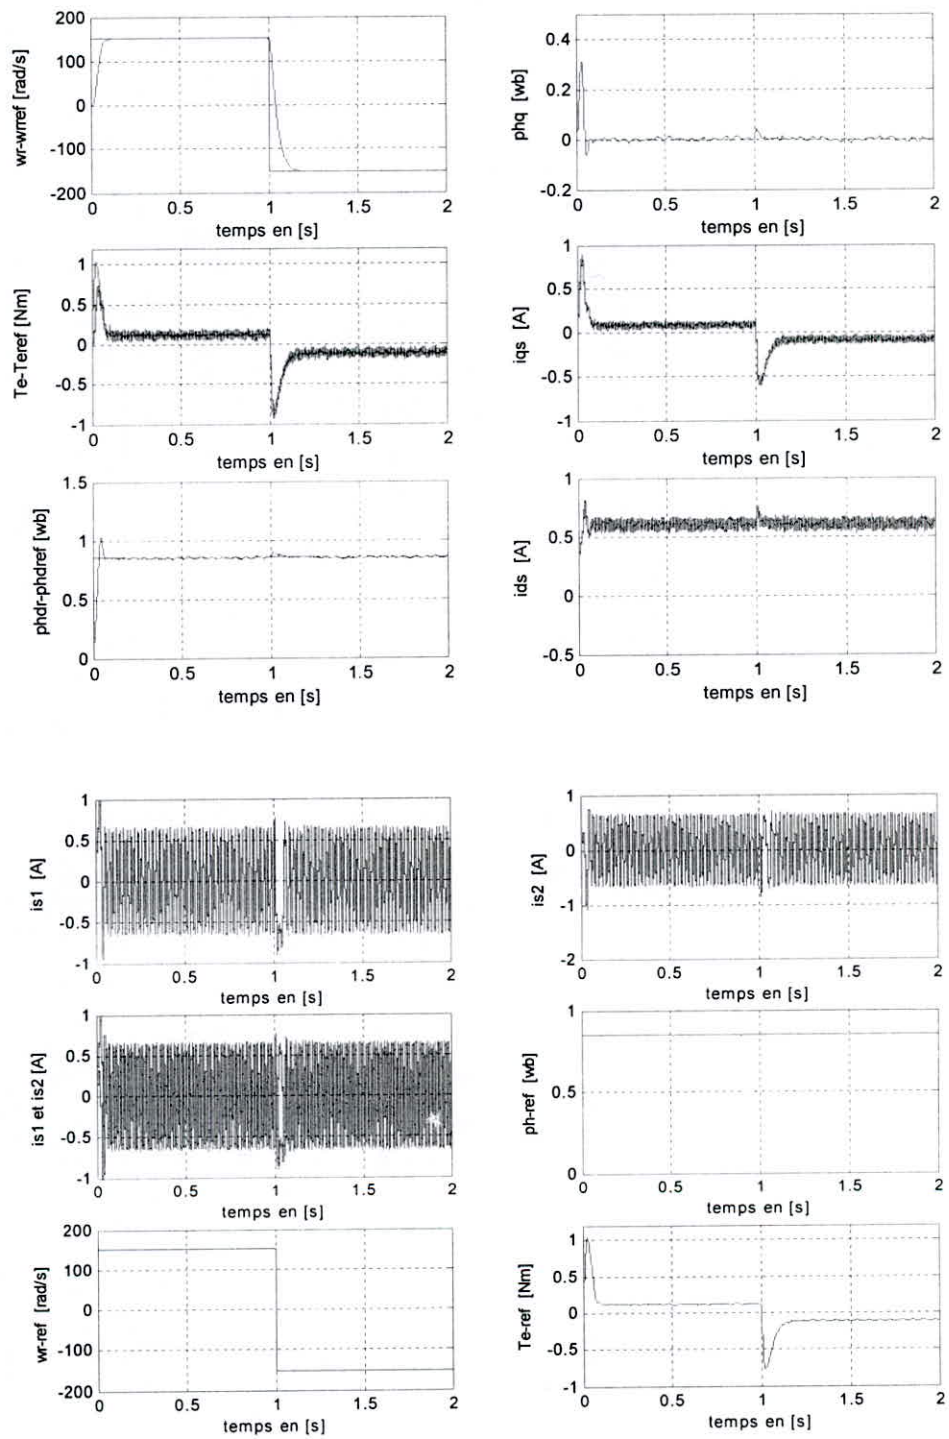 200
100
0
-100
-200
wr-wrref [rad/s]
0 0.5 1 1.5 2
temps en [s]
0.4
0.2
0
-0.2
phq [wb]
0 0.5 1 1.5 2
temps en [s]
1
0.5
0
-0.5
-1
Te-Teref [Nm]
0 0.5 1 1.5 2
temps en [s]
1
0.5
0
-0.5
-1
iqs [A]
0 0.5 1 1.5 2
temps en [s]
1.5
1
0.5
0
phdr-phdref [wb]
0 0.5 1 1.5 2
temps en [s]
1
0.5
0
-0.5
ids [A]
0 0.5 1 1.5 2
temps en [s]
1
0.5
0
-0.5
-1
is1 [A]
0 0.5 1 1.5 2
temps en [s]
1
0
-1
-2
is2 [A]
0 0.5 1 1.5 2
temps en [s]
1
0.5
0
-0.5
-1
is1 et is2 [A]
0 0.5 1 1.5 2
temps en [s]
1
0.5
0
ph-ref [wb]
0 0.5 1 1.5 2
temps en [s]
200
100
0
-100
-200
wr-ref [rad/s]
0 0.5 1 1.5 2
temps en [s]
1
0.5
0
-0.5
-1
Te-ref [Nm]
0 0.5 1 1.5 2
temps en [s]